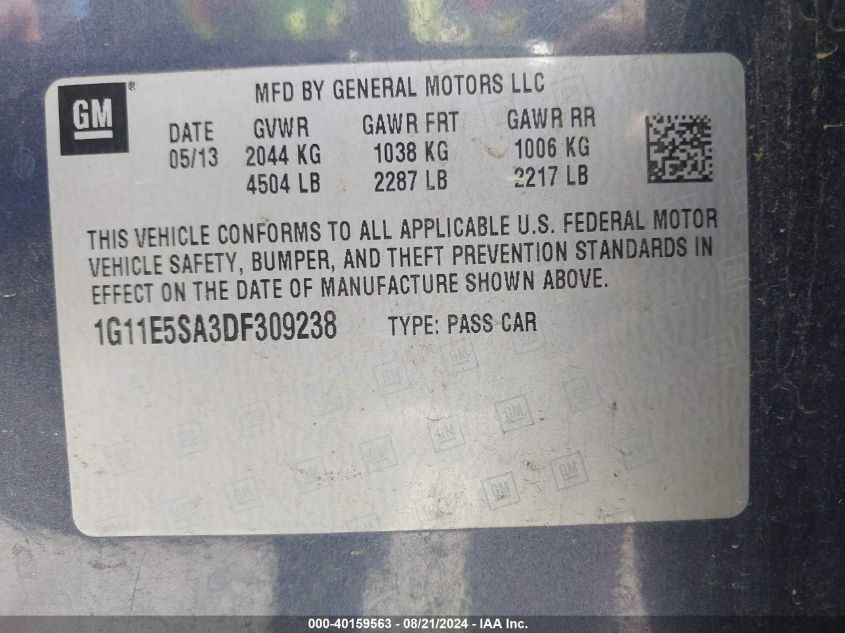 GM ®
MFD BY GENERAL MOTORS LLC
DATE GVWR GAWR FRT GAWR RR
05/13 2044 KG 1038 KG 1006 KG
4504 LB 2287 LB 2217 LB
THIS VEHICLE CONFORMS TO ALL APPLICABLE U.S. FEDERAL MOTOR
VEHICLE SAFETY, BUMPER, AND THEFT PREVENTION STANDARDS IN
EFFECT ON THE DATE OF MANUFACTURE SHOWN ABOVE.
1G11E5SA3DF309238 TYPE: PASS CAR
000-40159563 - 08/21/2024 - IAA Inc.